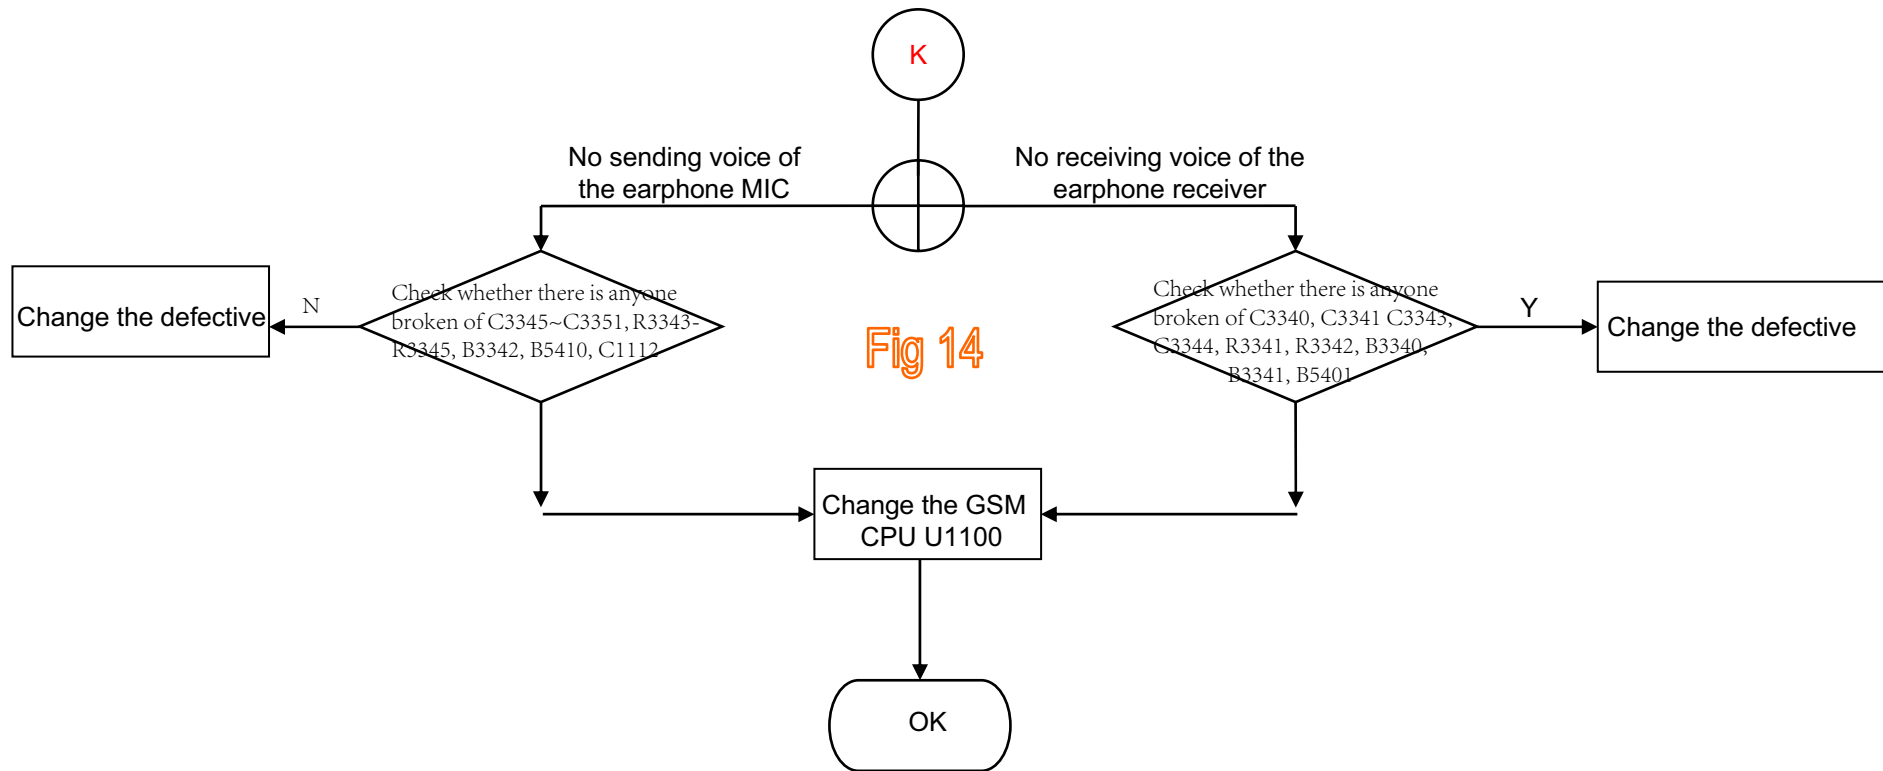 K
No sending voice of
the earphone MIC
No receiving voice of the
earphone receiver
Change the defective
N
Check whether there is anyone
broken of C3345~C3351, R3343-
R3345, B3342, B5410, C1112
Fig 14
Check whether there is anyone
broken of C3340, C3341 C3343,
C3344, R3341, R3342, B3340,
B3341, B5401
Y
Change the defective
Change the GSM
CPU U1100
OK